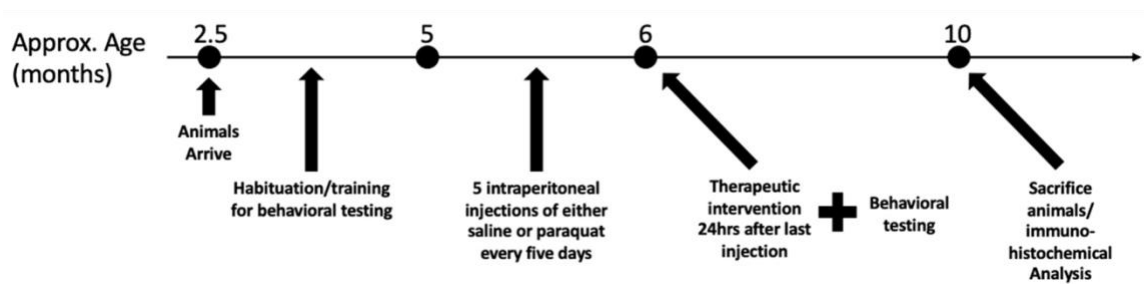 Approx. Age
(months)
2.5
5
6
10
Animals
Arrive
Habituation/training
for behavioral testing
5 intraperitoneal
injections of either
saline or paraquat
every five days
Therapeutic
intervention
24hrs after last
injection
Behavioral
testing
Sacrifice
animals/
immuno-
histochemical
Analysis